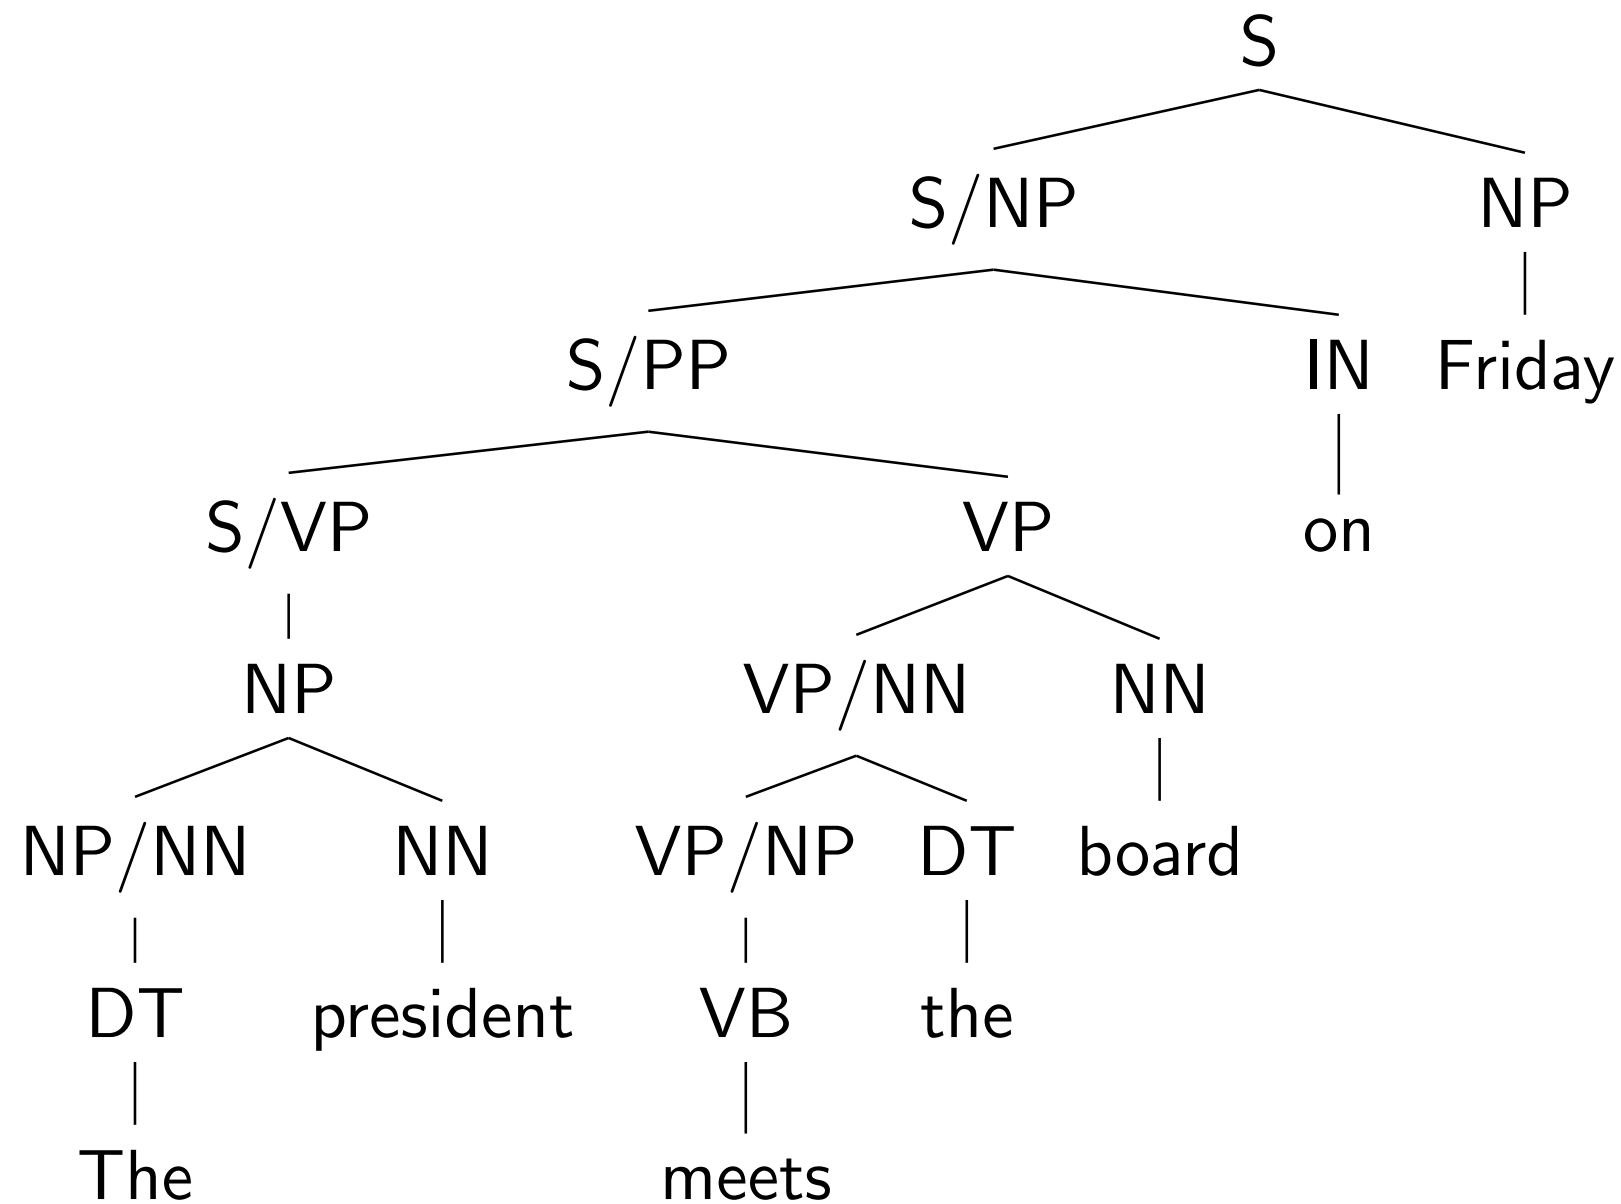 S
S/NP NP
S/PP IN Friday
S/VP VP on
NP VP/NN NN
NP/NN NN VP/NP DT board
DT president VB the
The meets